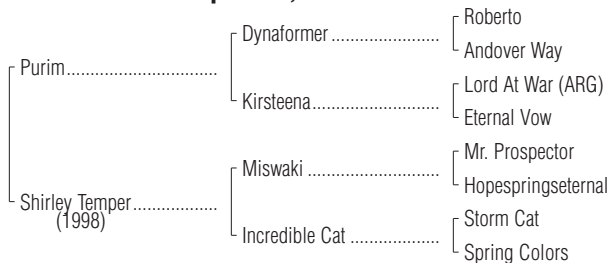 Roberto
Dynaformer ......................
Andover Way
Purim...............................
Lord At War (ARG)
Kirsteena..........................
Eternal Vow
Mr. Prospector
Miswaki ...........................
Hopespringseternal
Shirley Temper.................
(1998)
Storm Cat
Incredible Cat ...................
Spring Colors